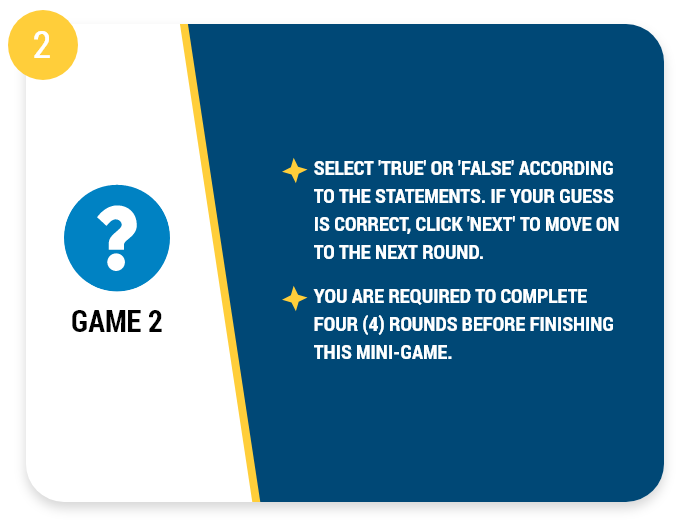 2
?
GAME 2
SELECT 'TRUE' OR 'FALSE' ACCORDING
TO THE STATEMENTS. IF YOUR GUESS
IS CORRECT, CLICK 'NEXT' TO MOVE ON
TO THE NEXT ROUND.
YOU ARE REQUIRED TO COMPLETE
FOUR (4) ROUNDS BEFORE FINISHING
THIS MINI-GAME.